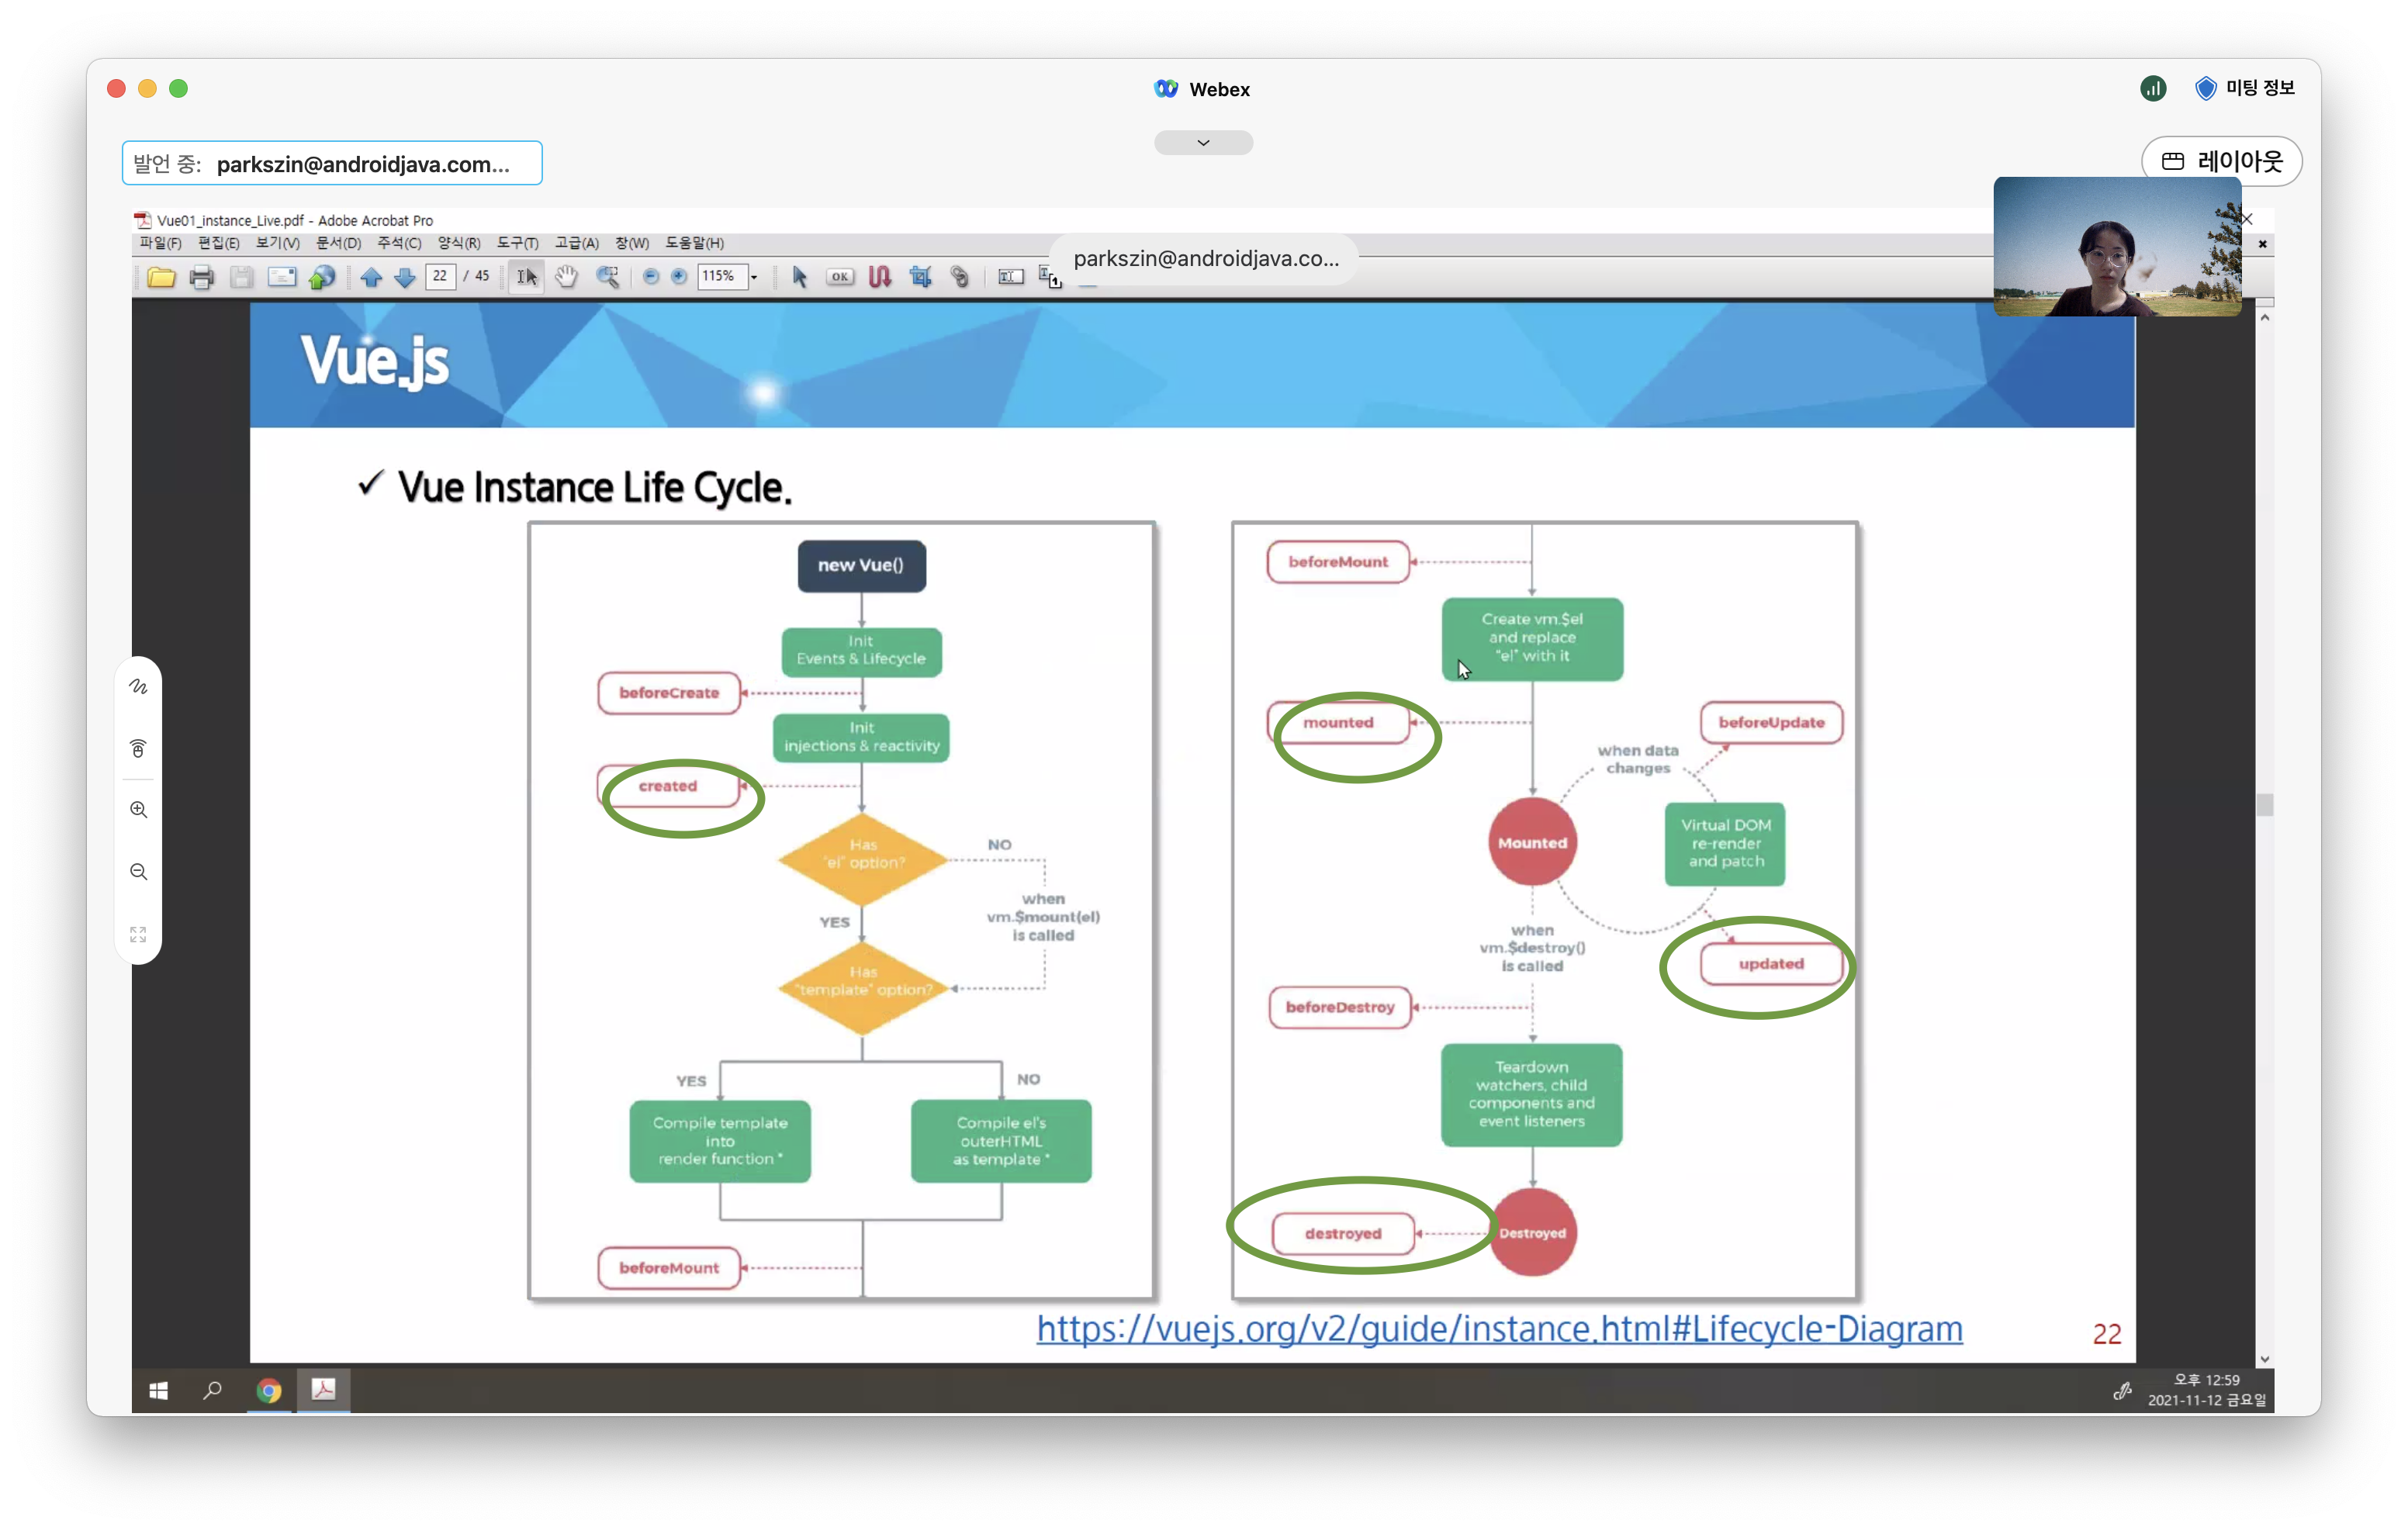 Webex
미팅 정보
발언 중: parkszin@androidjava.com...
레이아웃
Vue01_instance_Live.pdf - Adobe Acrobat Pro
파일(F) 편집(E) 보기(V) 문서(D) 주석(C) 양식(R) 도구(T) 고급(A) 창(W) 도움말(H)
parkszin@androidjava.co...
22 / 45
115%
OK
Vue.js
✓ Vue Instance Life Cycle.
new Vue()
Init
Events & Lifecycle
beforeCreate
Init
injections & reactivity
created
Has
"el" option?
NO
when
vm.$mount(el)
is called
YES
Has
"template" option?
YES
NO
Compile template
into
render function *
Compile el's
outerHTML
as template *
beforeMount
beforeMount
Create vm.$el
and replace
"el" with it
mounted
beforeUpdate
when data
changes
Mounted
Virtual DOM
re-render
and patch
when
vm.$destroy()
is called
updated
beforeDestroy
Teardown
watchers, child
components and
event listeners
destroyed
Destroyed
https://vuejs.org/v2/guide/instance.html#Lifecycle-Diagram
22
오후 12:59
2021-11-12 금요일